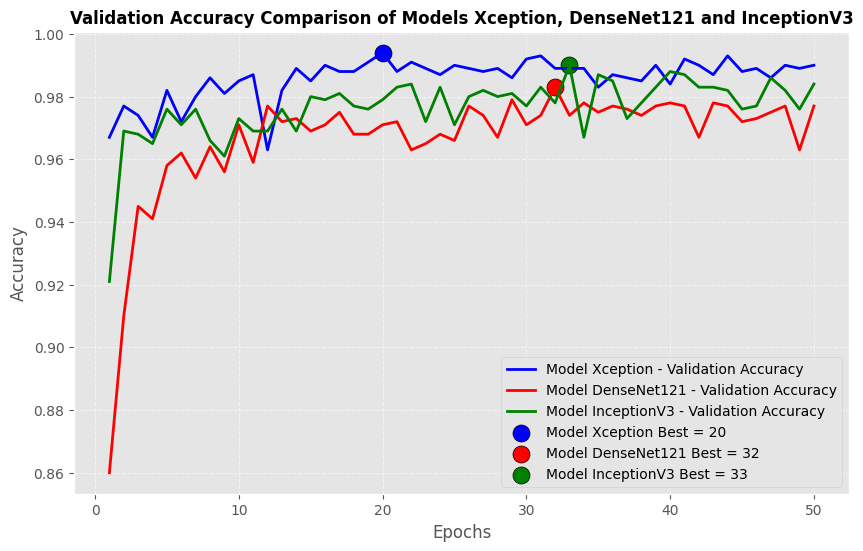 Validation Accuracy Comparison of Models Xception, DenseNet121 and InceptionV3
1.00
0.98
0.96
0.94
0.92
0.90
0.88
0.86
Accuracy
Model Xception - Validation Accuracy
Model DenseNet121 - Validation Accuracy
Model InceptionV3 - Validation Accuracy
Model Xception Best = 20
Model DenseNet121 Best = 32
Model InceptionV3 Best = 33
0 10 20 30 40 50
Epochs